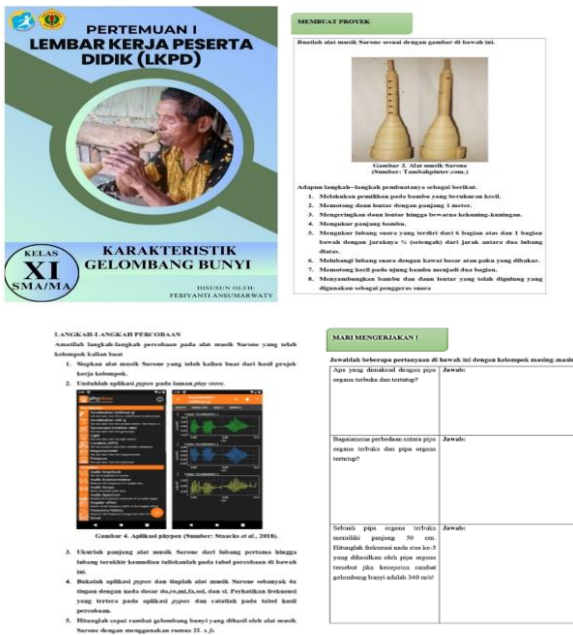 PERTEMUAN I
LEMBAR KERJA PESERTA
DIDIK (LKPD)
KELAS
XI
SMA/MA
KARAKTERISTIK
GELOMBANG BUNYI
DISUSUN OLEH:
FERIYANTI ANSUMARWATY
MEMBUAT PROYEK
Buatlah alat musik Sarone sesuai dengan gambar di bawah ini.
Gambar 3. Alat musik Sarone
(Sumber: Tambahpinter.com.)
Adapun langkah-langkah pembuatanya sebagai berikut.
1. Melakukan pemilihan pada bambu yang berukuran kecil.
2. Memotong daun lontar dengan panjang 1 meter.
3. Mengeringkan daun lontar hingga bewarna kekuning-kuningan.
4. Mengukur panjang bambu.
5. Mengukur lubang suara yang terdiri dari 6 bagian atas dan 1 bagian
bawah dengan jaraknya ½ (setengah) dari jarak antara dua lubang
diatas.
6. Melubangi lubang suara dengan kawat besar atau paku yang dibakar.
7. Memotong kecil pada ujung bambu menjadi dua bagian.
8. Menyambungkan bambu dan daun lontar yang telah digulung yang
digunakan sebagai penggeras suara
LANGKAH-LANGKAH PERCOBAAN
Amatilah langkah-langkah percobaan pada alat musik Sarone yang telah
kelompok kalian buat
1. Siapkan alat musik Sarone yang telah kalian buat dari hasil projek
kerja kelompok.
2. Unduhlah aplikasi pypox pada laman play store.
Gambar 4. Aplikasi phypox (Sumber: Staacks et al., 2018).
3. Ukurlah panjang alat musik Sarone dari lubang pertama hingga
lubang terakhir kemudian tuliskanlah pada tabel percobaan di bawah
ini.
4. Bukalah aplikasi pypox dan tiuplah alat musik Sarone sebanyak 6x
tiupan dengan nada dasar do,re,mi,fa,sol, dan si. Perhatikan frekuensi
yang tertera pada aplikasi pypox dan catatlah pada tabel hasil
percobaan.
5. Hitunglah cepat rambat gelombang bunyi yang dihasil oleh alat musik
Sarone dengan menggunakan rumus 2L x f₁
MARI MENGERJAKAN !
Jawablah beberapa pertanyaan di bawah ini dengan kelompok masing-masing
Apa yang dimaksud dengan pipa
organa terbuka dan tertutup?
Jawab:
Bagaimana perbedaan antara pipa
organa terbuka dan pipa organa
tertutup?
Jawab:
Sebuah pipa organa terbuka
memiliki panjang 50 cm.
Hitunglah frekuensi nada atas ke-3
yang dihasilkan oleh pipa organa
tersebut jika kecepatan rambat
gelombang bunyi adalah 340 m/s!
Jawab: